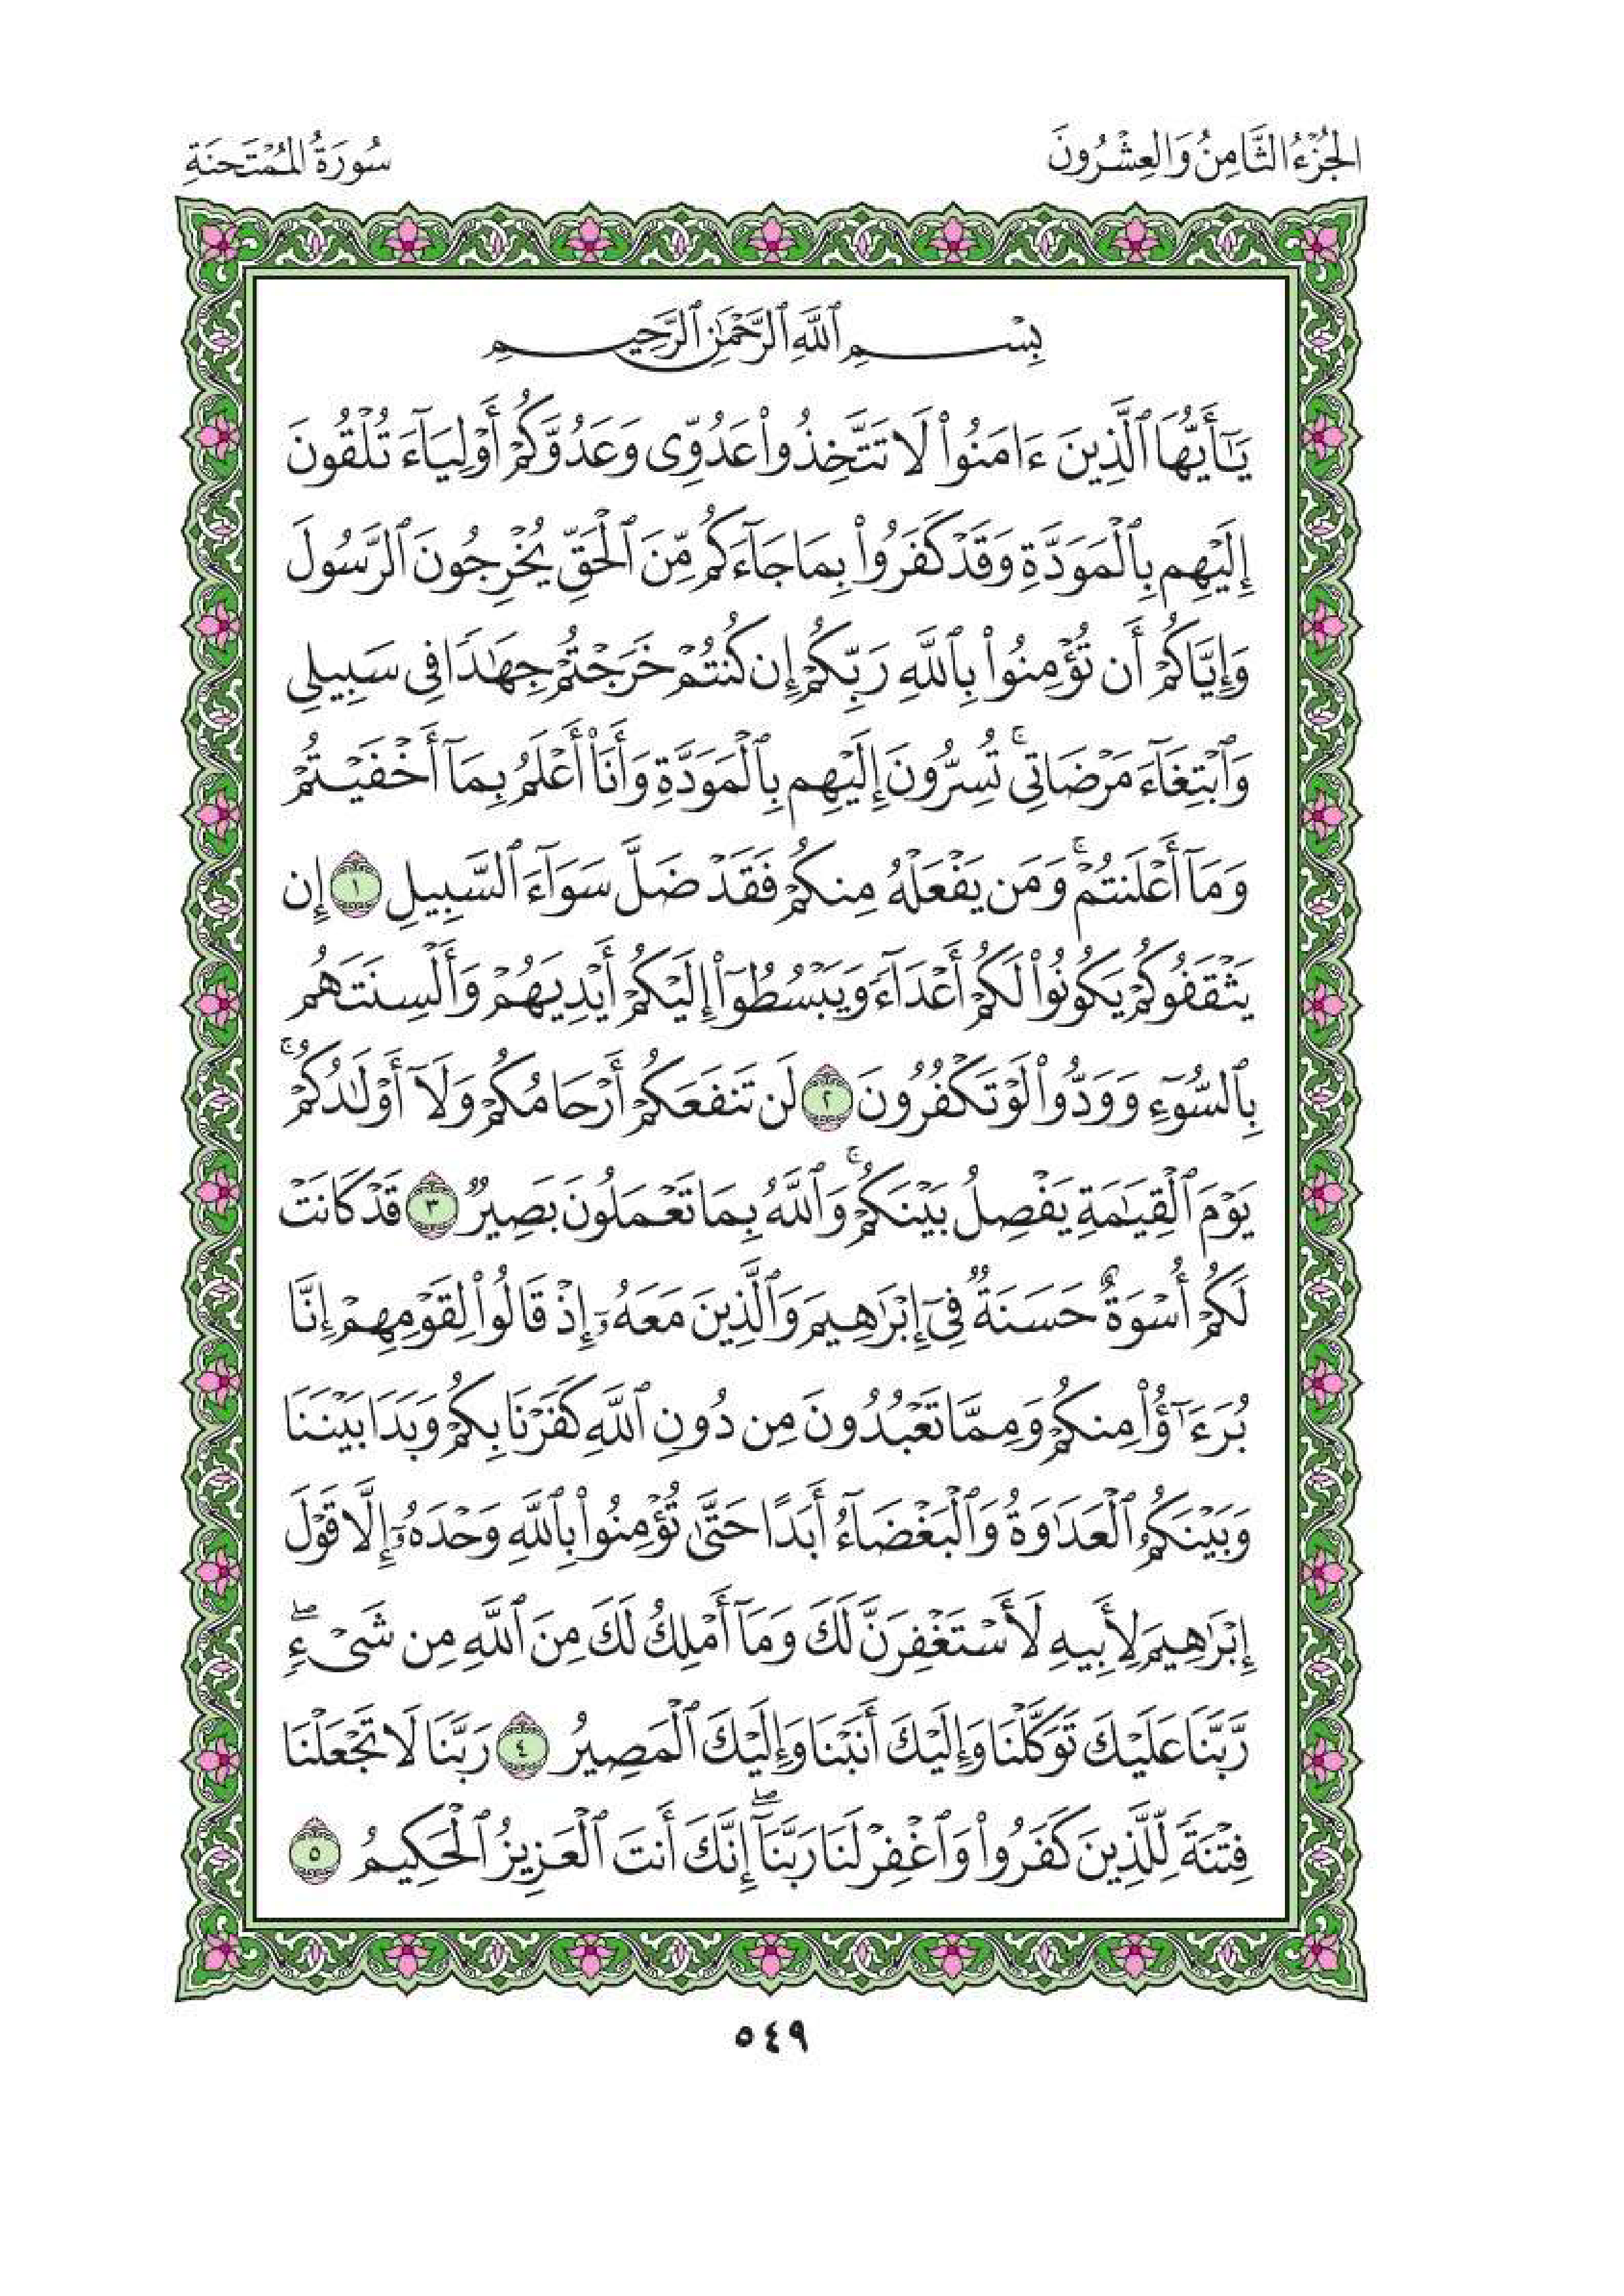 الجُزْءُ الثَّامِنُ وَالعِشْرُونَ
سُورَةُ المُمْتَحنَةِ
بِسْمِ ٱللَّهِ ٱلرَّحْمَٰنِ ٱلرَّحِيمِ
يَٰٓأَيُّهَا ٱلَّذِينَ ءَامَنُوا۟ لَا تَتَّخِذُوا۟ عَدُوِّى وَعَدُوَّكُمْ أَوْلِيَآءَ تُلْقُونَ
إِلَيْهِم بِٱلْمَوَدَّةِ وَقَدْ كَفَرُوا۟ بِمَا جَآءَكُم مِّنَ ٱلْحَقِّ يُخْرِجُونَ ٱلرَّسُولَ
وَإِيَّاكُمْ أَن تُؤْمِنُوا۟ بِٱللَّهِ رَبِّكُمْ إِن كُنتُمْ خَرَجْتُمْ جِهَٰدًا فِى سَبِيلِى
وَٱبْتِغَآءَ مَرْضَاتِى ۚ تُسِرُّونَ إِلَيْهِم بِٱلْمَوَدَّةِ وَأَنَا۠ أَعْلَمُ بِمَآ أَخْفَيْتُمْ
وَمَآ أَعْلَنتُمْ ۚ وَمَن يَفْعَلْهُ مِنكُمْ فَقَدْ ضَلَّ سَوَآءَ ٱلسَّبِيلِ ١ إِن
يَثْقَفُوكُمْ يَكُونُوا۟ لَكُمْ أَعْدَآءً وَيَبْسُطُوٓا۟ إِلَيْكُمْ أَيْدِيَهُمْ وَأَلْسِنَتَهُم
بِٱلسُّوٓءِ وَوَدُّوا۟ لَوْ تَكْفُرُونَ ٢ لَن تَنفَعَكُمْ أَرْحَامُكُمْ وَلَآ أَوْلَٰدُكُمْ ۚ
يَوْمَ ٱلْقِيَٰمَةِ يَفْصِلُ بَيْنَكُمْ ۚ وَٱللَّهُ بِمَا تَعْمَلُونَ بَصِيرٌ ٣ قَدْ كَانَتْ
لَكُمْ أُسْوَةٌ حَسَنَةٌ فِىٓ إِبْرَٰهِيمَ وَٱلَّذِينَ مَعَهُۥٓ إِذْ قَالُوا۟ لِقَوْمِهِمْ إِنَّا
بُرَءَٰٓؤُا۟ مِنكُمْ وَمِمَّا تَعْبُدُونَ مِن دُونِ ٱللَّهِ كَفَرْنَا بِكُمْ وَبَدَا بَيْنَنَا
وَبَيْنَكُمُ ٱلْعَدَٰوَةُ وَٱلْبَغْضَآءُ أَبَدًا حَتَّىٰ تُؤْمِنُوا۟ بِٱللَّهِ وَحْدَهُۥٓ إِلَّا قَوْلَ
إِبْرَٰهِيمَ لِأَبِيهِ لَأَسْتَغْفِرَنَّ لَكَ وَمَآ أَمْلِكُ لَكَ مِنَ ٱللَّهِ مِن شَىْءٍ ۖ
رَّبَّنَا عَلَيْكَ تَوَكَّلْنَا وَإِلَيْكَ أَنَبْنَا وَإِلَيْكَ ٱلْمَصِيرُ ٤ رَبَّنَا لَا تَجْعَلْنَا
فِتْنَةً لِّلَّذِينَ كَفَرُوا۟ وَٱغْفِرْ لَنَا رَبَّنَآ ۖ إِنَّكَ أَنتَ ٱلْعَزِيزُ ٱلْحَكِيمُ ٥
٥٤٩